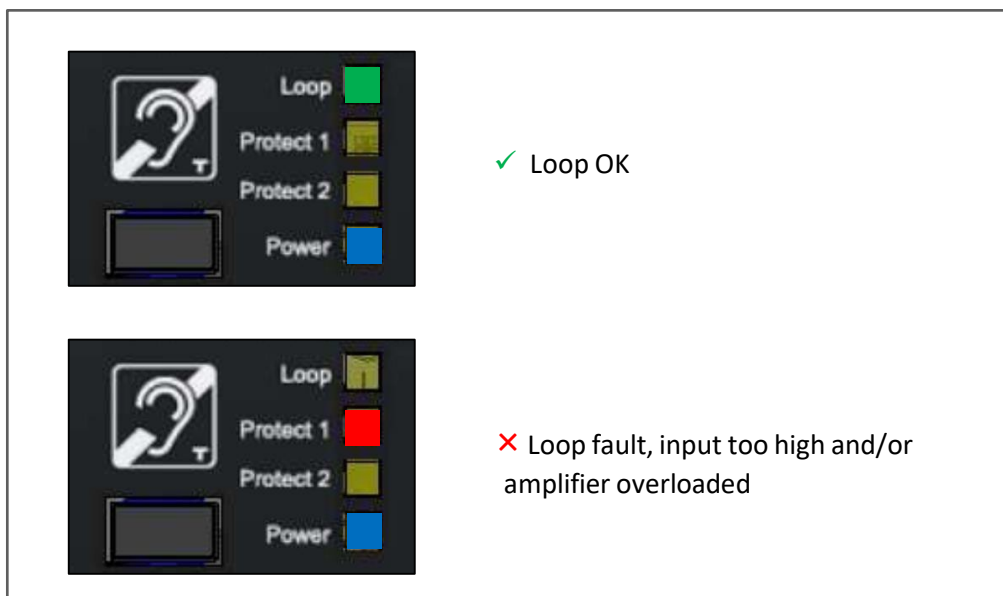 Loop
Protect 1
Protect 2
Power
T
✓ Loop OK
Loop
Protect 1
Protect 2
Power
T
✕ Loop fault, input too high and/or
amplifier overloaded